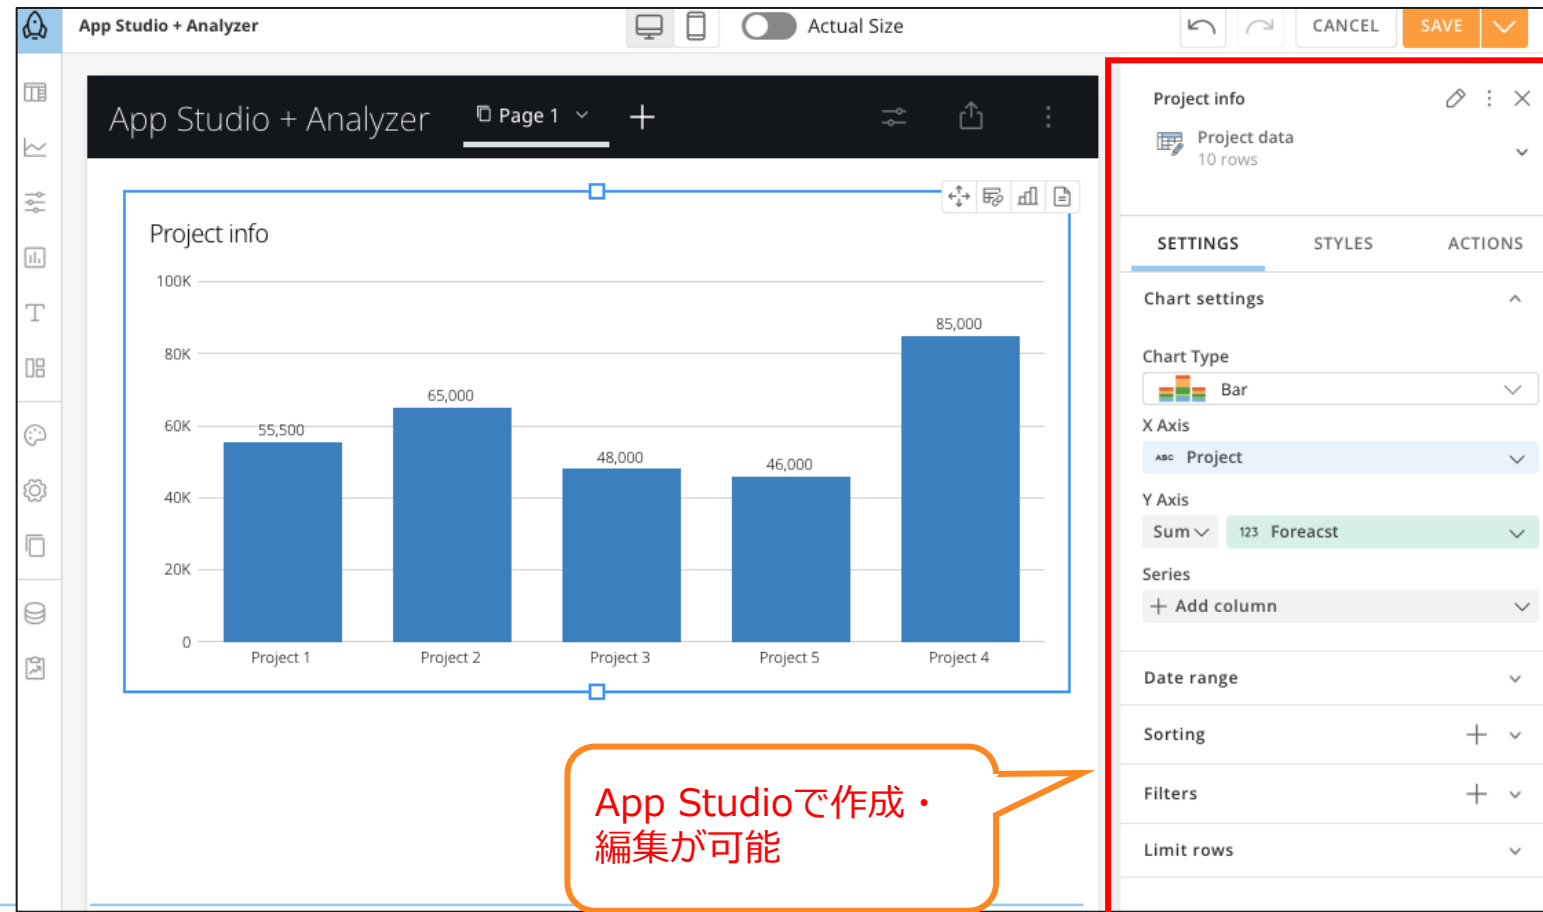 App Studio + Analyzer
Actual Size
CANCEL
SAVE
App Studio + Analyzer
Page 1
Project info
100K
80K
60K
40K
20K
0
55,500
65,000
48,000
46,000
85,000
Project 1
Project 2
Project 3
Project 5
Project 4
App Studioで作成・
編集が可能
Project info
Project data
10 rows
SETTINGS
STYLES
ACTIONS
Chart settings
Chart Type
Bar
X Axis
ABC Project
Y Axis
Sum
123 Foreacst
Series
+ Add column
Date range
Sorting
Filters
Limit rows